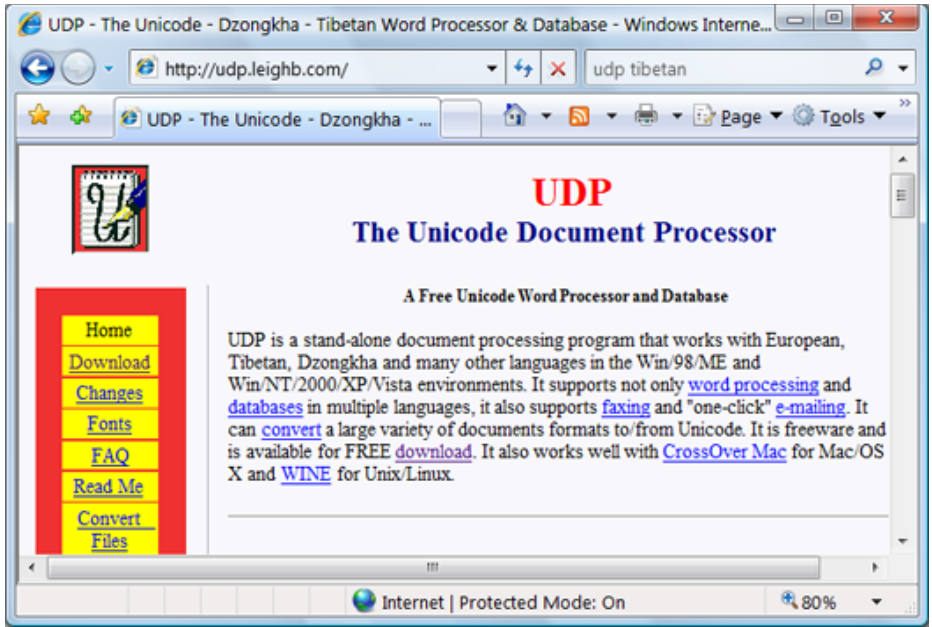 UDP - The Unicode - Dzongkha - Tibetan Word Processor & Database - Windows Interne...
http://udp.leighb.com/
udp tibetan
UDP - The Unicode - Dzongkha - ...
Page
Tools
UDP
The Unicode Document Processor
A Free Unicode Word Processor and Database
Home
Download
Changes
Fonts
FAQ
Read Me
Convert
Files
UDP is a stand-alone document processing program that works with European,
Tibetan, Dzongkha and many other languages in the Win/98/ME and
Win/NT/2000/XP/Vista environments. It supports not only word processing and
databases in multiple languages, it also supports faxing and "one-click" e-mailing. It
can convert a large variety of documents formats to/from Unicode. It is freeware and
is available for FREE download. It also works well with CrossOver Mac for Mac/OS
X and WINE for Unix/Linux.
Internet | Protected Mode: On
80%